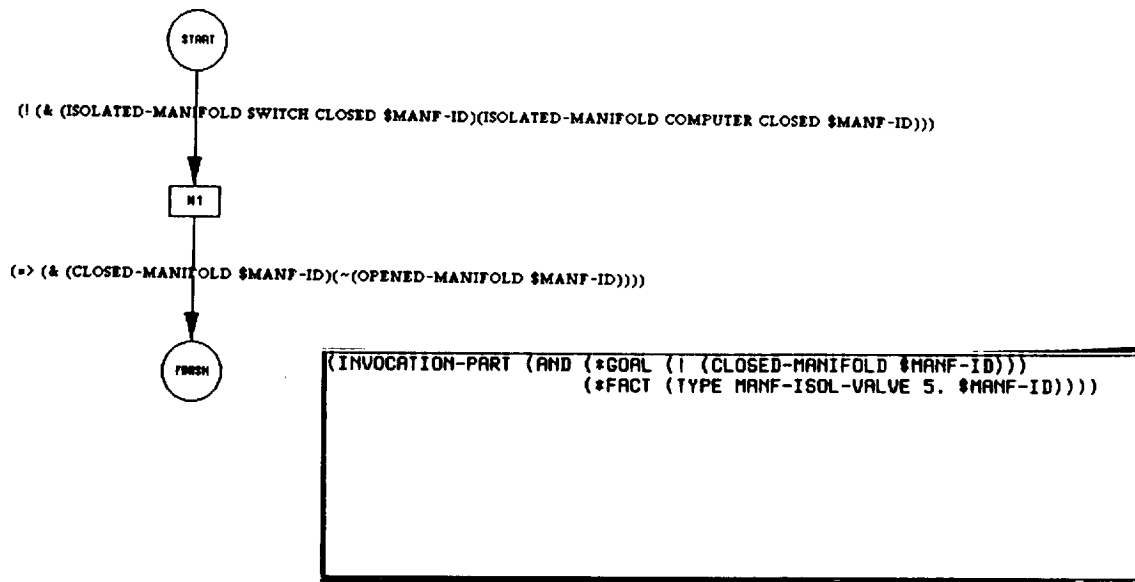 START
(! (& (ISOLATED-MANIFOLD SWITCH CLOSED $MANF-ID)(ISOLATED-MANIFOLD COMPUTER CLOSED $MANF-ID)))
N1
(=> (& (CLOSED-MANIFOLD $MANF-ID)(~(OPENED-MANIFOLD $MANF-ID))))
FINISH
(INVOCATION-PART (AND (*GOAL (! (CLOSED-MANIFOLD $MANF-ID)))
(*FACT (TYPE MANF-ISOL-VALVE 5. $MANF-ID))))